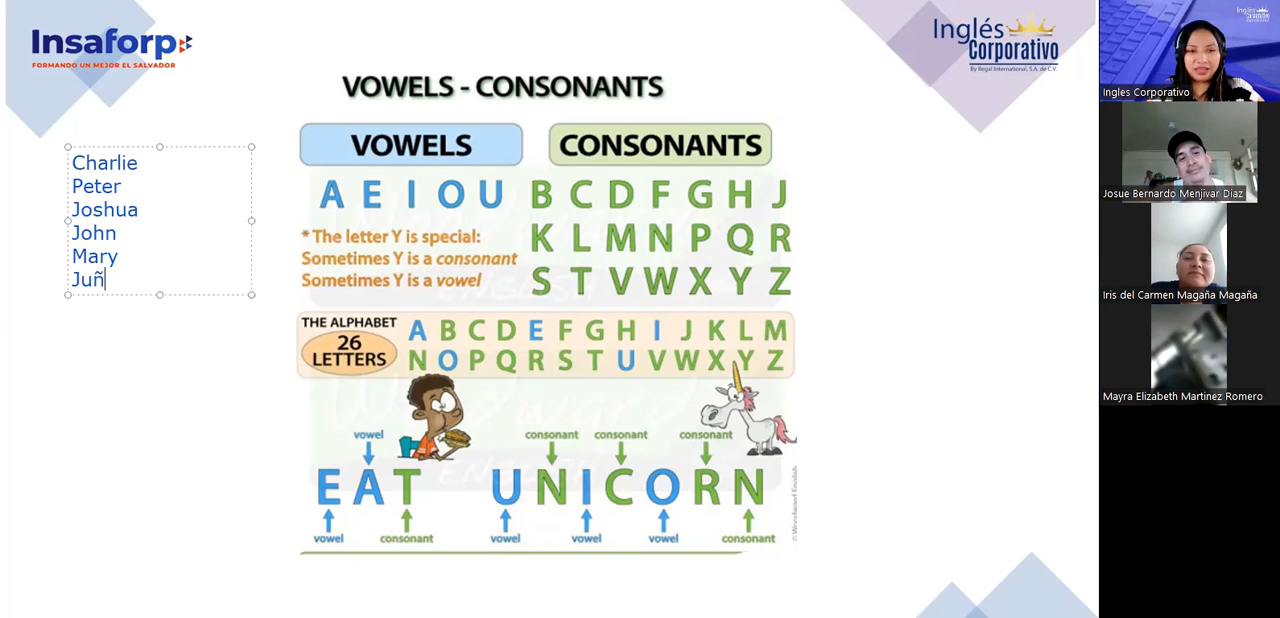 Insaforp
FORMANDO UN MEJOR EL SALVADOR
Inglés
Corporativo
By Regal International, S.A. de C.V.
VOWELS - CONSONANTS
Charlie
Peter
Joshua
John
Mary
Juñ
VOWELS
A E I O U
* The letter Y is special:
Sometimes Y is a consonant
Sometimes Y is a vowel
CONSONANTS
B C D F G H J
K L M N P Q R
S T V W X Y Z
THE ALPHABET
26
LETTERS
A B C D E F G H I J K L M
N O P Q R S T U V W X Y Z
vowel
EAT
vowel consonant
consonant consonant consonant
UNICORN
vowel vowel vowel consonant
ENGLISH
Ingles Corporativo
Josue Bernardo Menjivar Diaz
Iris del Carmen Magaña Magaña
Mayra Elizabeth Martinez Romero